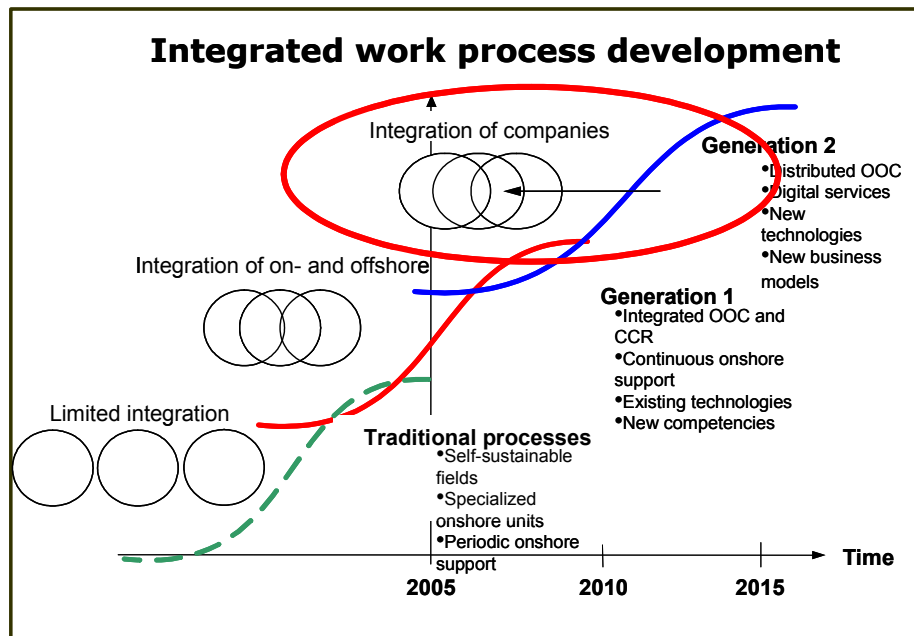 Integrated work process development
Integration of companies
Generation 2
•Distributed OOC
•Digital services
•New
technologies
•New business
models
Integration of on- and offshore
Generation 1
•Integrated OOC and
CCR
•Continuous onshore
support
•Existing technologies
•New competencies
Limited integration
Traditional processes
•Self-sustainable
fields
•Specialized
onshore units
•Periodic onshore
support
Time
2005
2010
2015